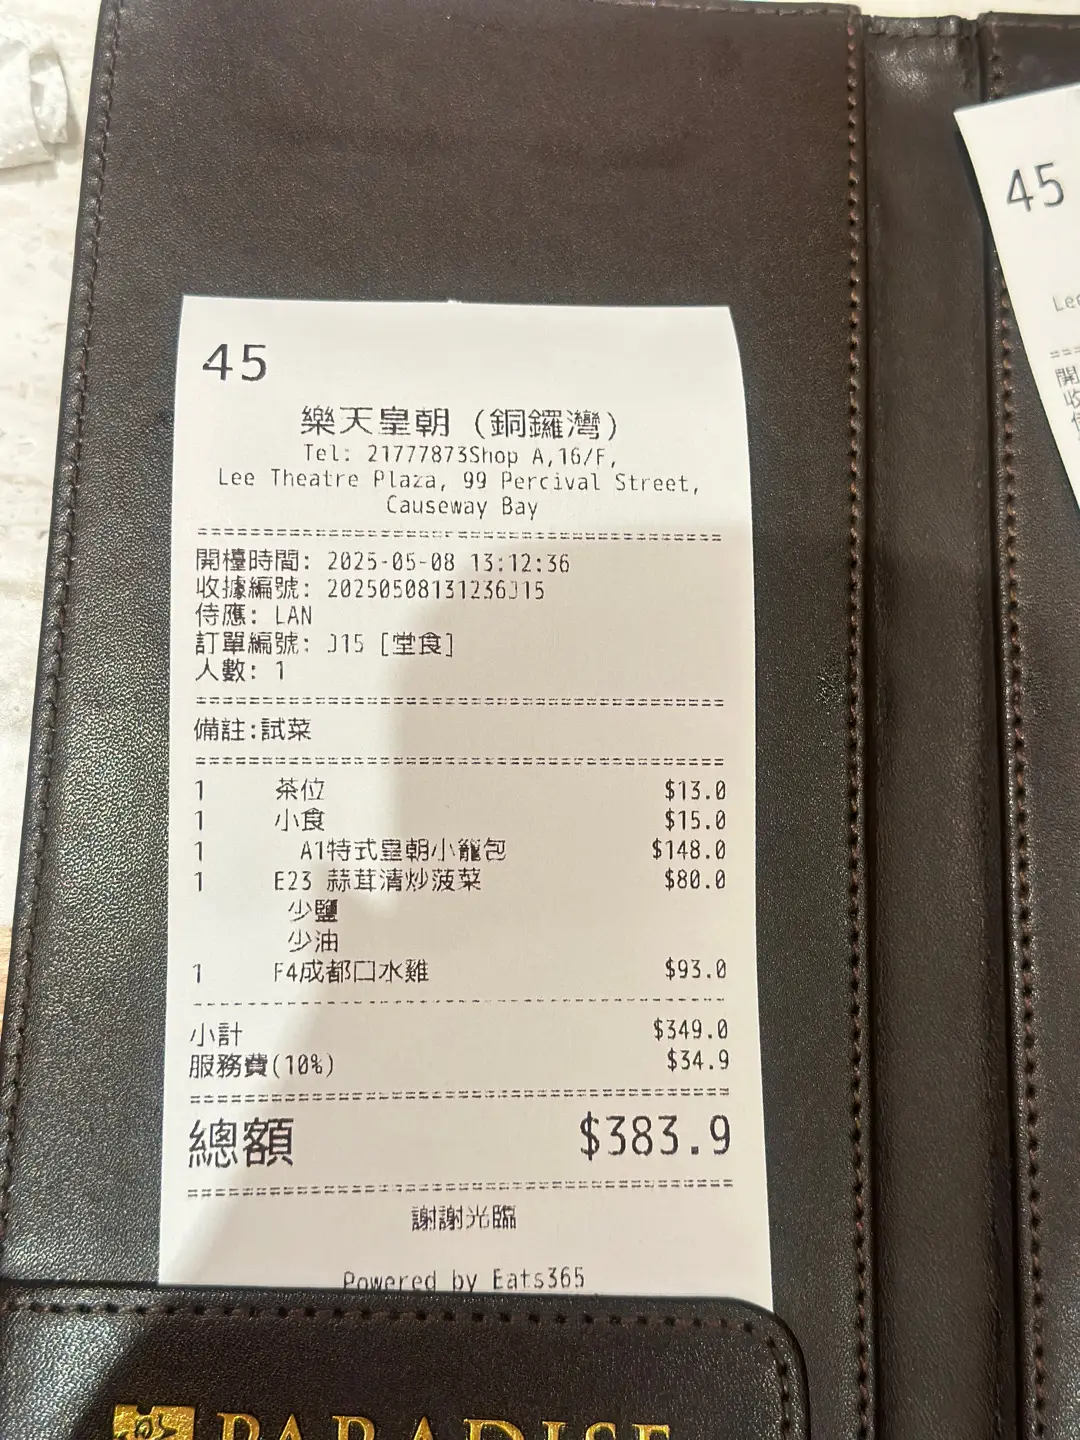 45
樂天皇朝 (銅鑼灣)
Tel: 21777873Shop A,16/F,
Lee Theatre Plaza, 99 Percival Street,
Causeway Bay
開檯時間: 2025-05-08 13:12:36
收據編號: 20250508131236J15
侍應: LAN
訂單編號: J15 [堂食]
人數: 1
備註:試菜
1 茶位 $13.0
1 小食 $15.0
1 A1特式皇朝小籠包 $148.0
1 E23 蒜茸清炒菠菜 $80.0
少鹽
少油
1 F4成都口水雞 $93.0
小計 $349.0
服務費(10%) $34.9
總額 $383.9
謝謝光臨
Powered by Eats365
PARADISE
45
開
收